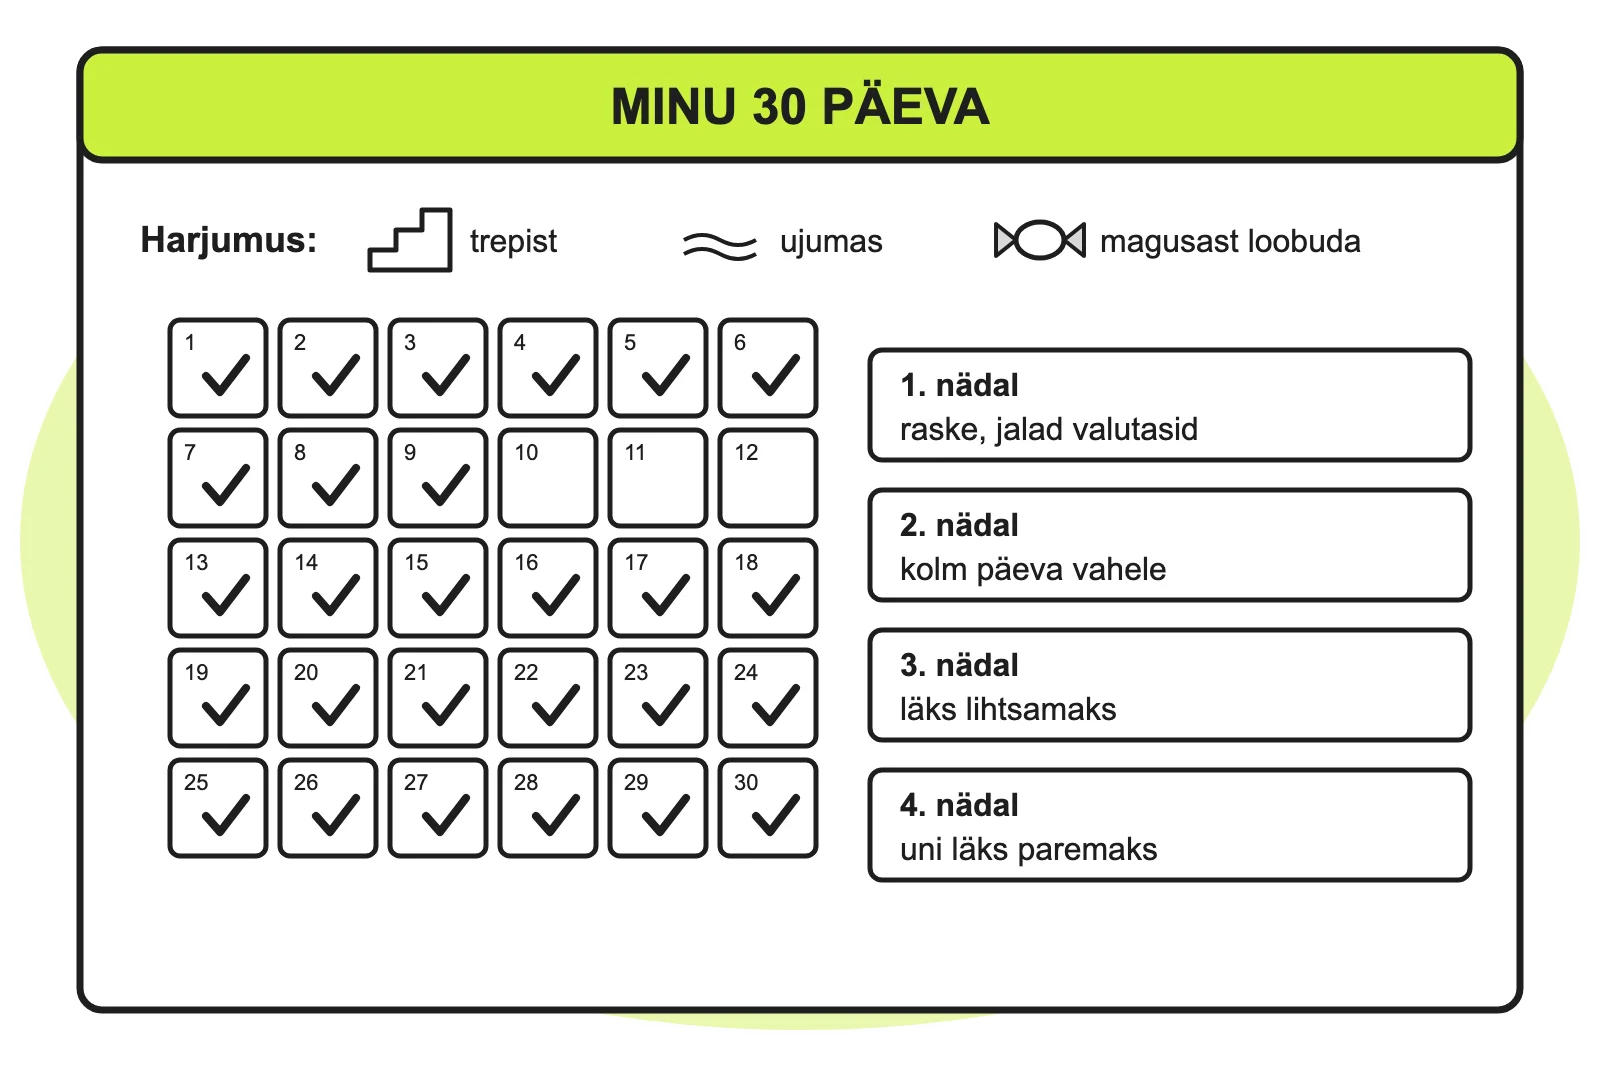 MINU 30 PÄEVA
Harjumus: trepist ujumas magusast loobuda
1 2 3 4 5 6
7 8 9 10 11 12
13 14 15 16 17 18
19 20 21 22 23 24
25 26 27 28 29 30
1. nädal
raske, jalad valutasid
2. nädal
kolm päeva vahele
3. nädal
läks lihtsamaks
4. nädal
uni läks paremaks